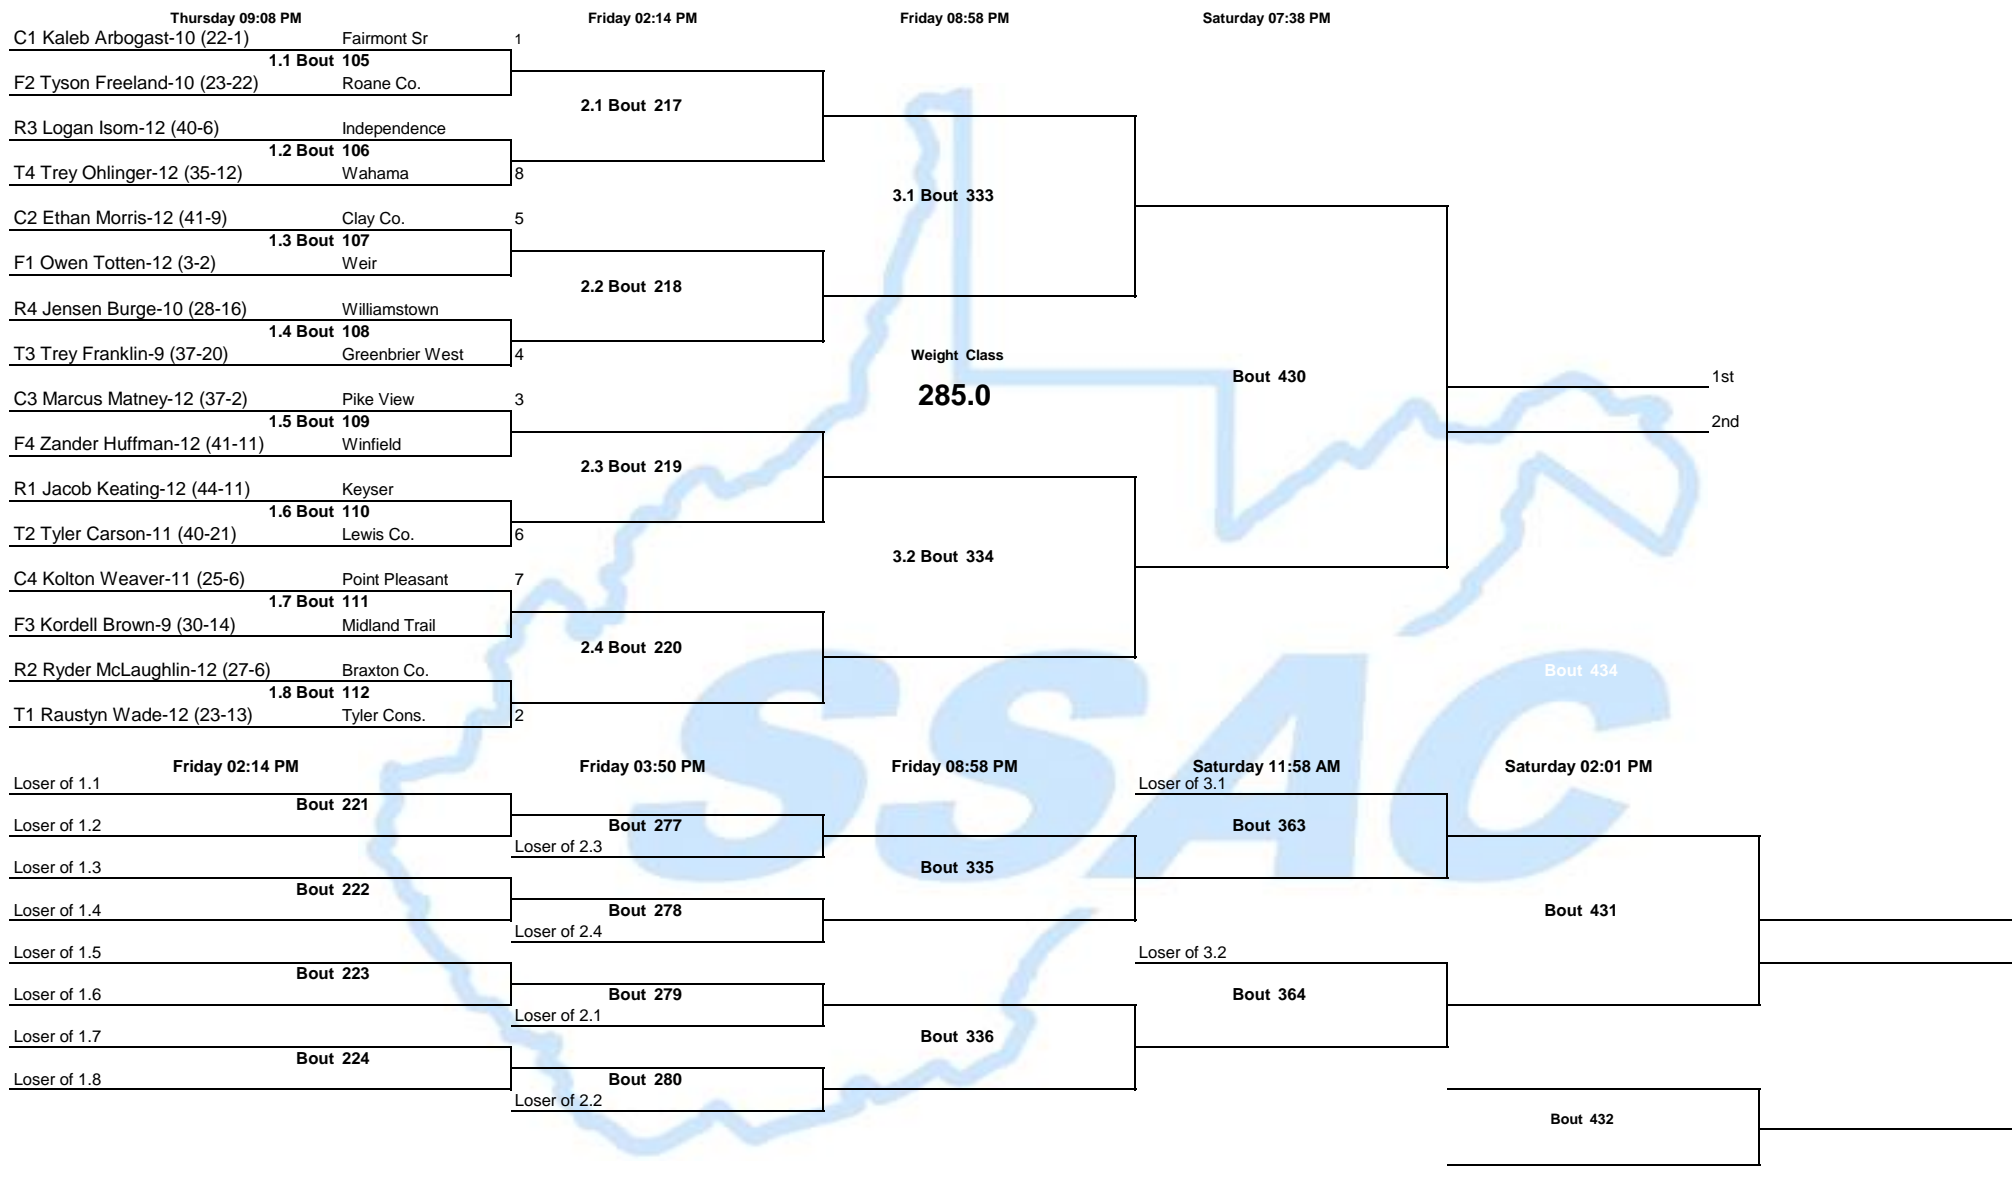 Thursday 09:08 PM Friday 02:14 PM Friday 08:58 PM Saturday 07:38 PM
C1 Kaleb Arbogast-10 (22-1) Fairmont Sr 1
1.1 Bout 105
F2 Tyson Freeland-10 (23-22) Roane Co.
2.1 Bout 217
R3 Logan Isom-12 (40-6) Independence
1.2 Bout 106
T4 Trey Ohlinger-12 (35-12) Wahama 8
3.1 Bout 333
C2 Ethan Morris-12 (41-9) Clay Co. 5
1.3 Bout 107
F1 Owen Totten-12 (3-2) Weir
2.2 Bout 218
R4 Jensen Burge-10 (28-16) Williamstown
1.4 Bout 108
T3 Trey Franklin-9 (37-20) Greenbrier West 4
Weight Class
Bout 430 1st
285.0
C3 Marcus Matney-12 (37-2) Pike View 3
1.5 Bout 109 2nd
F4 Zander Huffman-12 (41-11) Winfield
2.3 Bout 219
R1 Jacob Keating-12 (44-11) Keyser
1.6 Bout 110
T2 Tyler Carson-11 (40-21) Lewis Co. 6
3.2 Bout 334
C4 Kolton Weaver-11 (25-6) Point Pleasant 7
1.7 Bout 111
F3 Kordell Brown-9 (30-14) Midland Trail
2.4 Bout 220
R2 Ryder McLaughlin-12 (27-6) Braxton Co. Bout 434
1.8 Bout 112
T1 Raustyn Wade-12 (23-13) Tyler Cons. 2
SSAC
Friday 02:14 PM Friday 03:50 PM Friday 08:58 PM Saturday 11:58 AM Saturday 02:01 PM
Loser of 1.1 Loser of 3.1
Bout 221
Loser of 1.2 Bout 277 Bout 363
Loser of 2.3
Loser of 1.3 Bout 335
Bout 222
Loser of 1.4 Bout 278 Bout 431
Loser of 2.4
Loser of 1.5 Loser of 3.2
Bout 223
Loser of 1.6 Bout 279 Bout 364
Loser of 2.1
Loser of 1.7 Bout 336
Bout 224
Loser of 1.8 Bout 280
Loser of 2.2
Bout 432